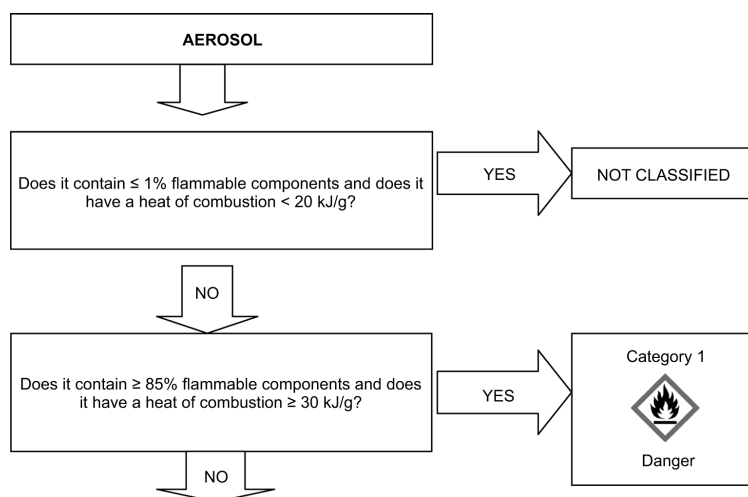 AEROSOL
Does it contain ≤ 1% flammable components and does it
have a heat of combustion < 20 kJ/g?
YES
NOT CLASSIFIED
NO
Does it contain ≥ 85% flammable components and does
it have a heat of combustion ≥ 30 kJ/g?
YES
Category 1
Danger
NO